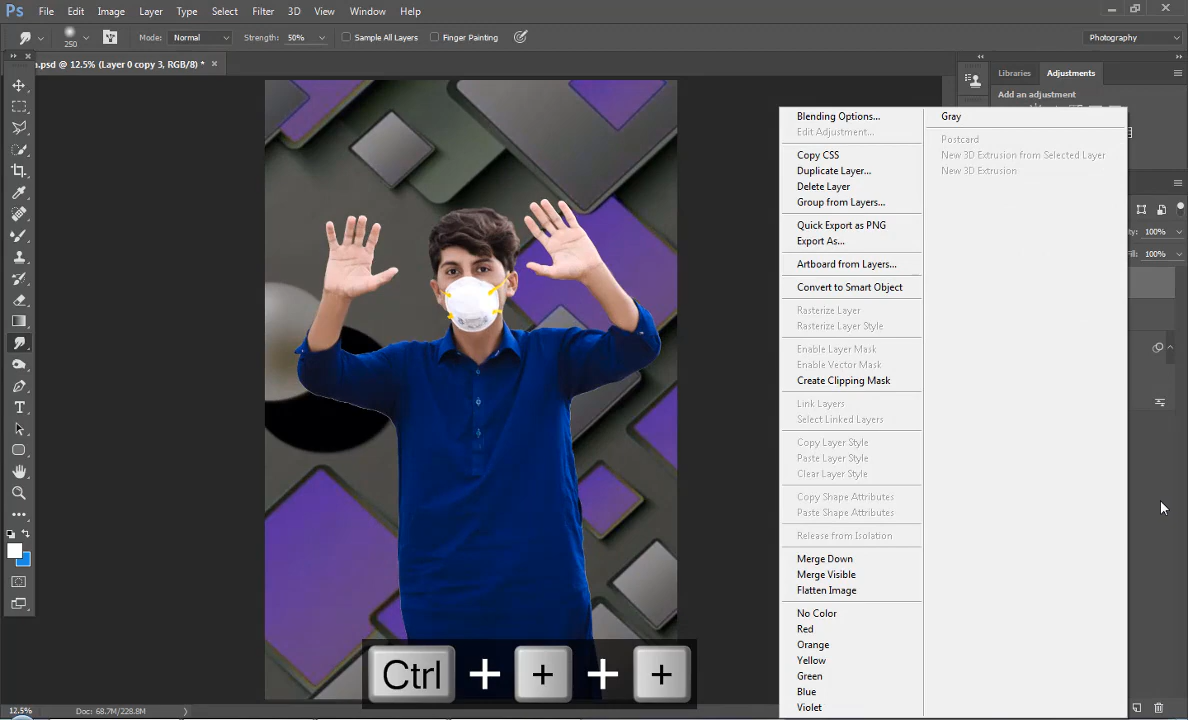 Ps File Edit Image Layer Type Select Filter 3D View Window Help
250 Mode: Normal Strength: 50% Sample All Layers Finger Painting Photography
.psd @ 12.5% (Layer 0 copy 3, RGB/8) * ×
Libraries Adjustments
Add an adjustment
Blending Options...
Edit Adjustment...
Copy CSS
Duplicate Layer...
Delete Layer
Group from Layers...
Quick Export as PNG
Export As...
Artboard from Layers...
Convert to Smart Object
Rasterize Layer
Rasterize Layer Style
Enable Layer Mask
Enable Vector Mask
Create Clipping Mask
Link Layers
Select Linked Layers
Copy Layer Style
Paste Layer Style
Clear Layer Style
Copy Shape Attributes
Paste Shape Attributes
Release from Isolation
Merge Down
Merge Visible
Flatten Image
No Color
Red
Orange
Yellow
Green
Blue
Violet
Gray
Postcard
New 3D Extrusion from Selected Layer
New 3D Extrusion
100%
100%
Ctrl + + + +
12.5% Doc: 68.7M/228.8M